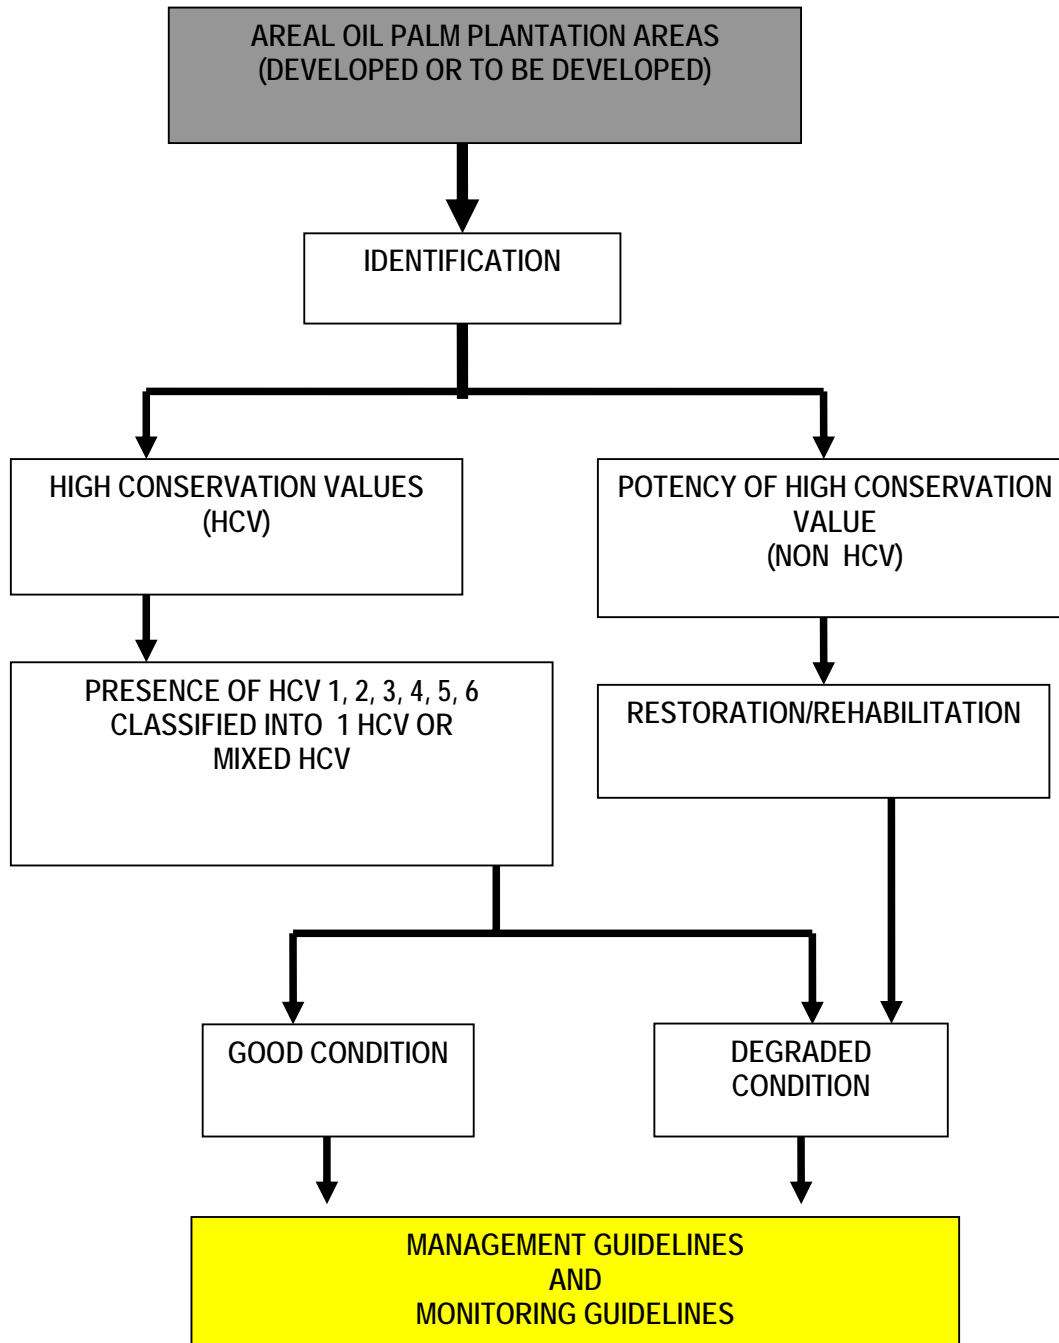 AREAL OIL PALM PLANTATION AREAS
(DEVELOPED OR TO BE DEVELOPED)
IDENTIFICATION
HIGH CONSERVATION VALUES
(HCV)
POTENCY OF HIGH CONSERVATION
VALUE
(NON HCV)
PRESENCE OF HCV 1, 2, 3, 4, 5, 6
CLASSIFIED INTO 1 HCV OR
MIXED HCV
RESTORATION/REHABILITATION
GOOD CONDITION
DEGRADED
CONDITION
MANAGEMENT GUIDELINES
AND
MONITORING GUIDELINES